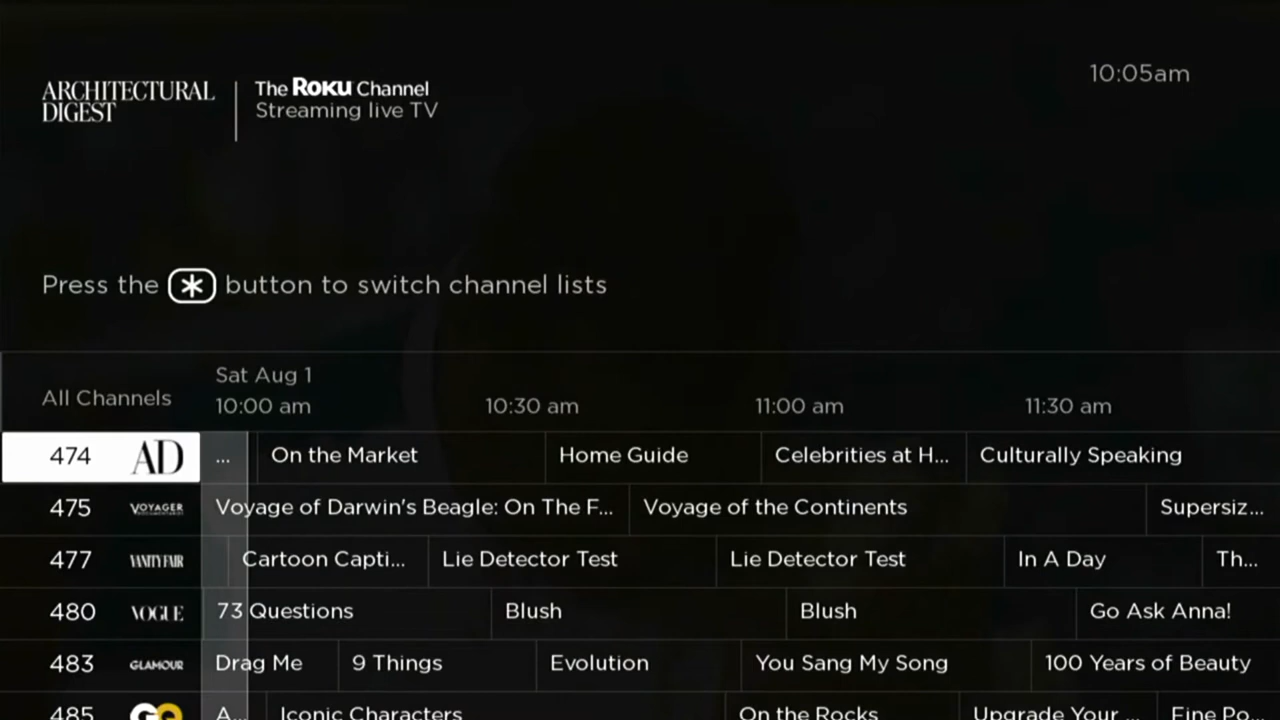 ARCHITECTURAL
DIGEST
The Roku Channel
Streaming live TV
10:05am
Press the * button to switch channel lists
All Channels
Sat Aug 1
10:00 am 10:30 am 11:00 am 11:30 am
474 AD ... On the Market Home Guide Celebrities at H... Culturally Speaking
475 VOYAGER Voyage of Darwin's Beagle: On The F... Voyage of the Continents Supersiz...
477 VANITY FAIR Cartoon Capti... Lie Detector Test Lie Detector Test In A Day Th...
480 VOGUE 73 Questions Blush Blush Go Ask Anna!
483 GLAMOUR Drag Me 9 Things Evolution You Sang My Song 100 Years of Beauty
485 GQ A... Iconic Characters On the Rocks Upgrade Your ... Fine Po...